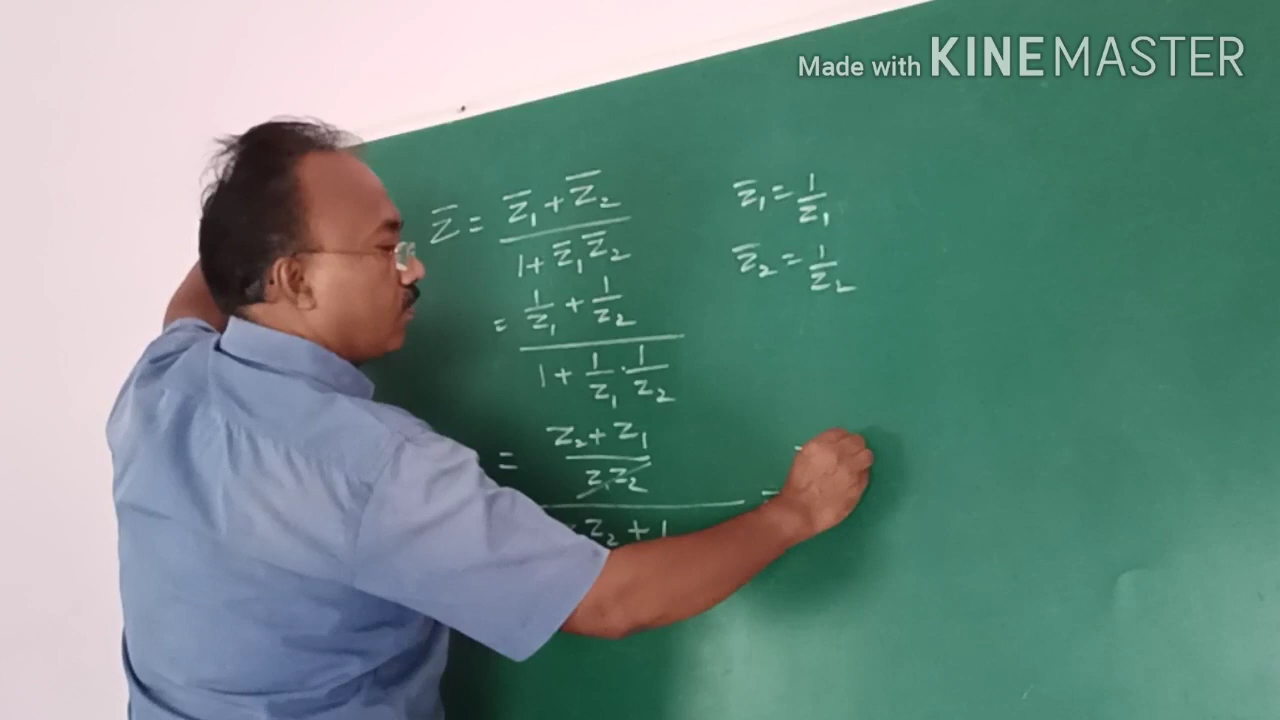 Made with KINEMASTER
z̄ = (z̄₁ + z̄₂) / (1 + z̄₁ z̄₂)
z̄₁ = 1/z₁
z̄₂ = 1/z₂
= (1/z₁ + 1/z₂) / (1 + 1/z₁ · 1/z₂)
= ((z₂ + z₁) / (z₁z₂)) / (z₂ + 1
=